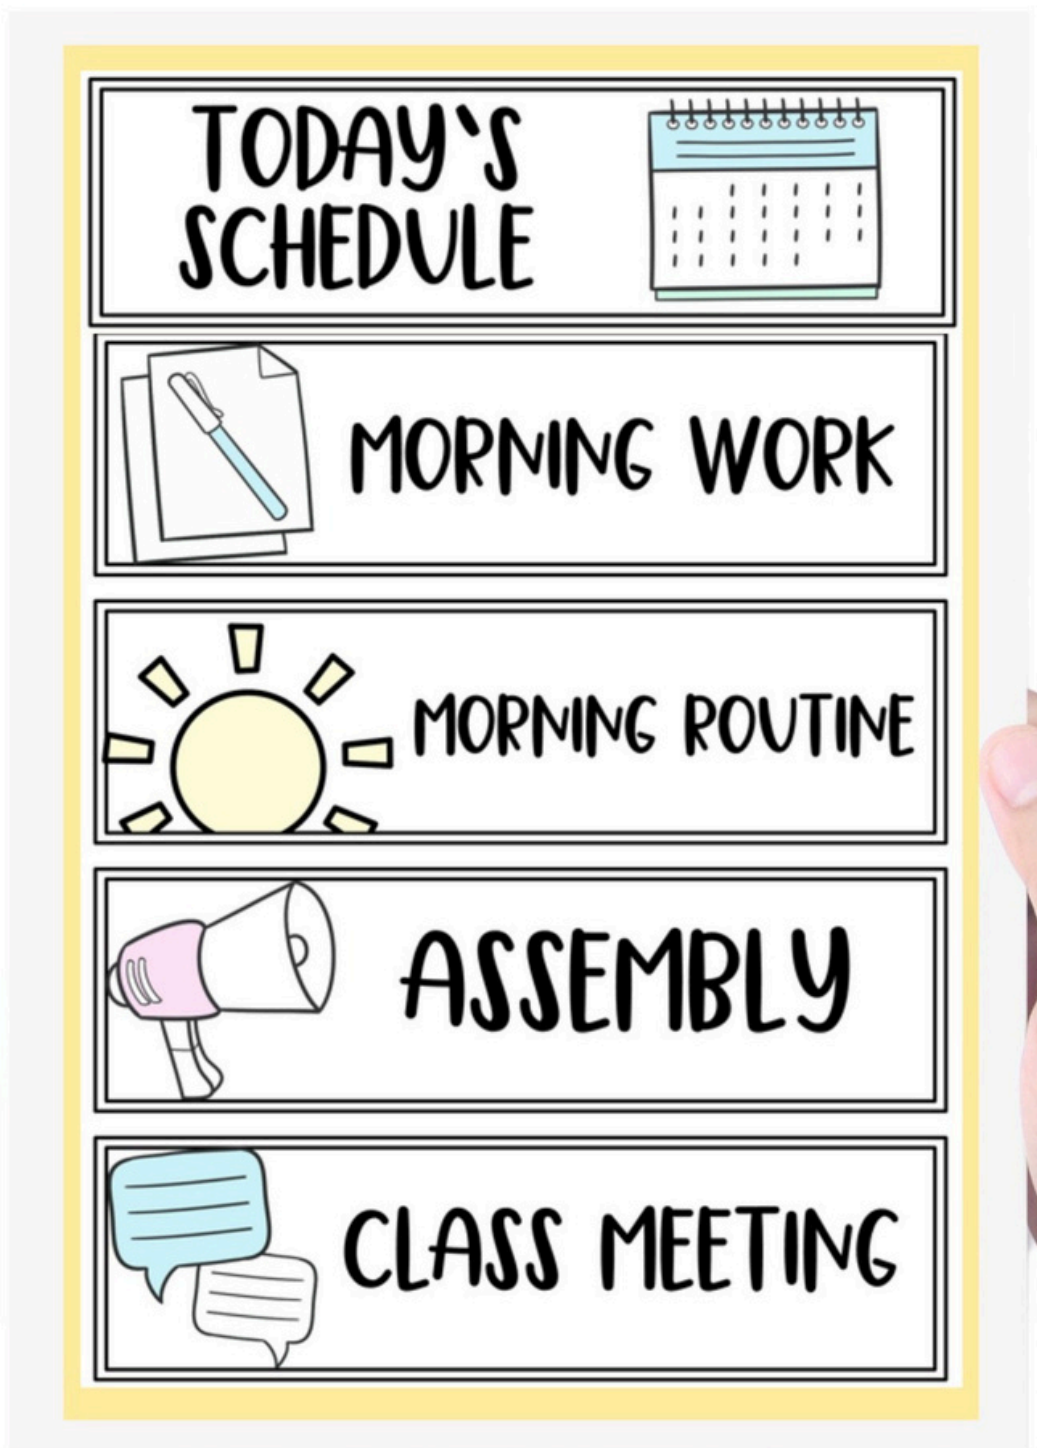 TODAY'S
SCHEDULE
MORNING WORK
MORNING ROUTINE
ASSEMBLY
CLASS MEETING